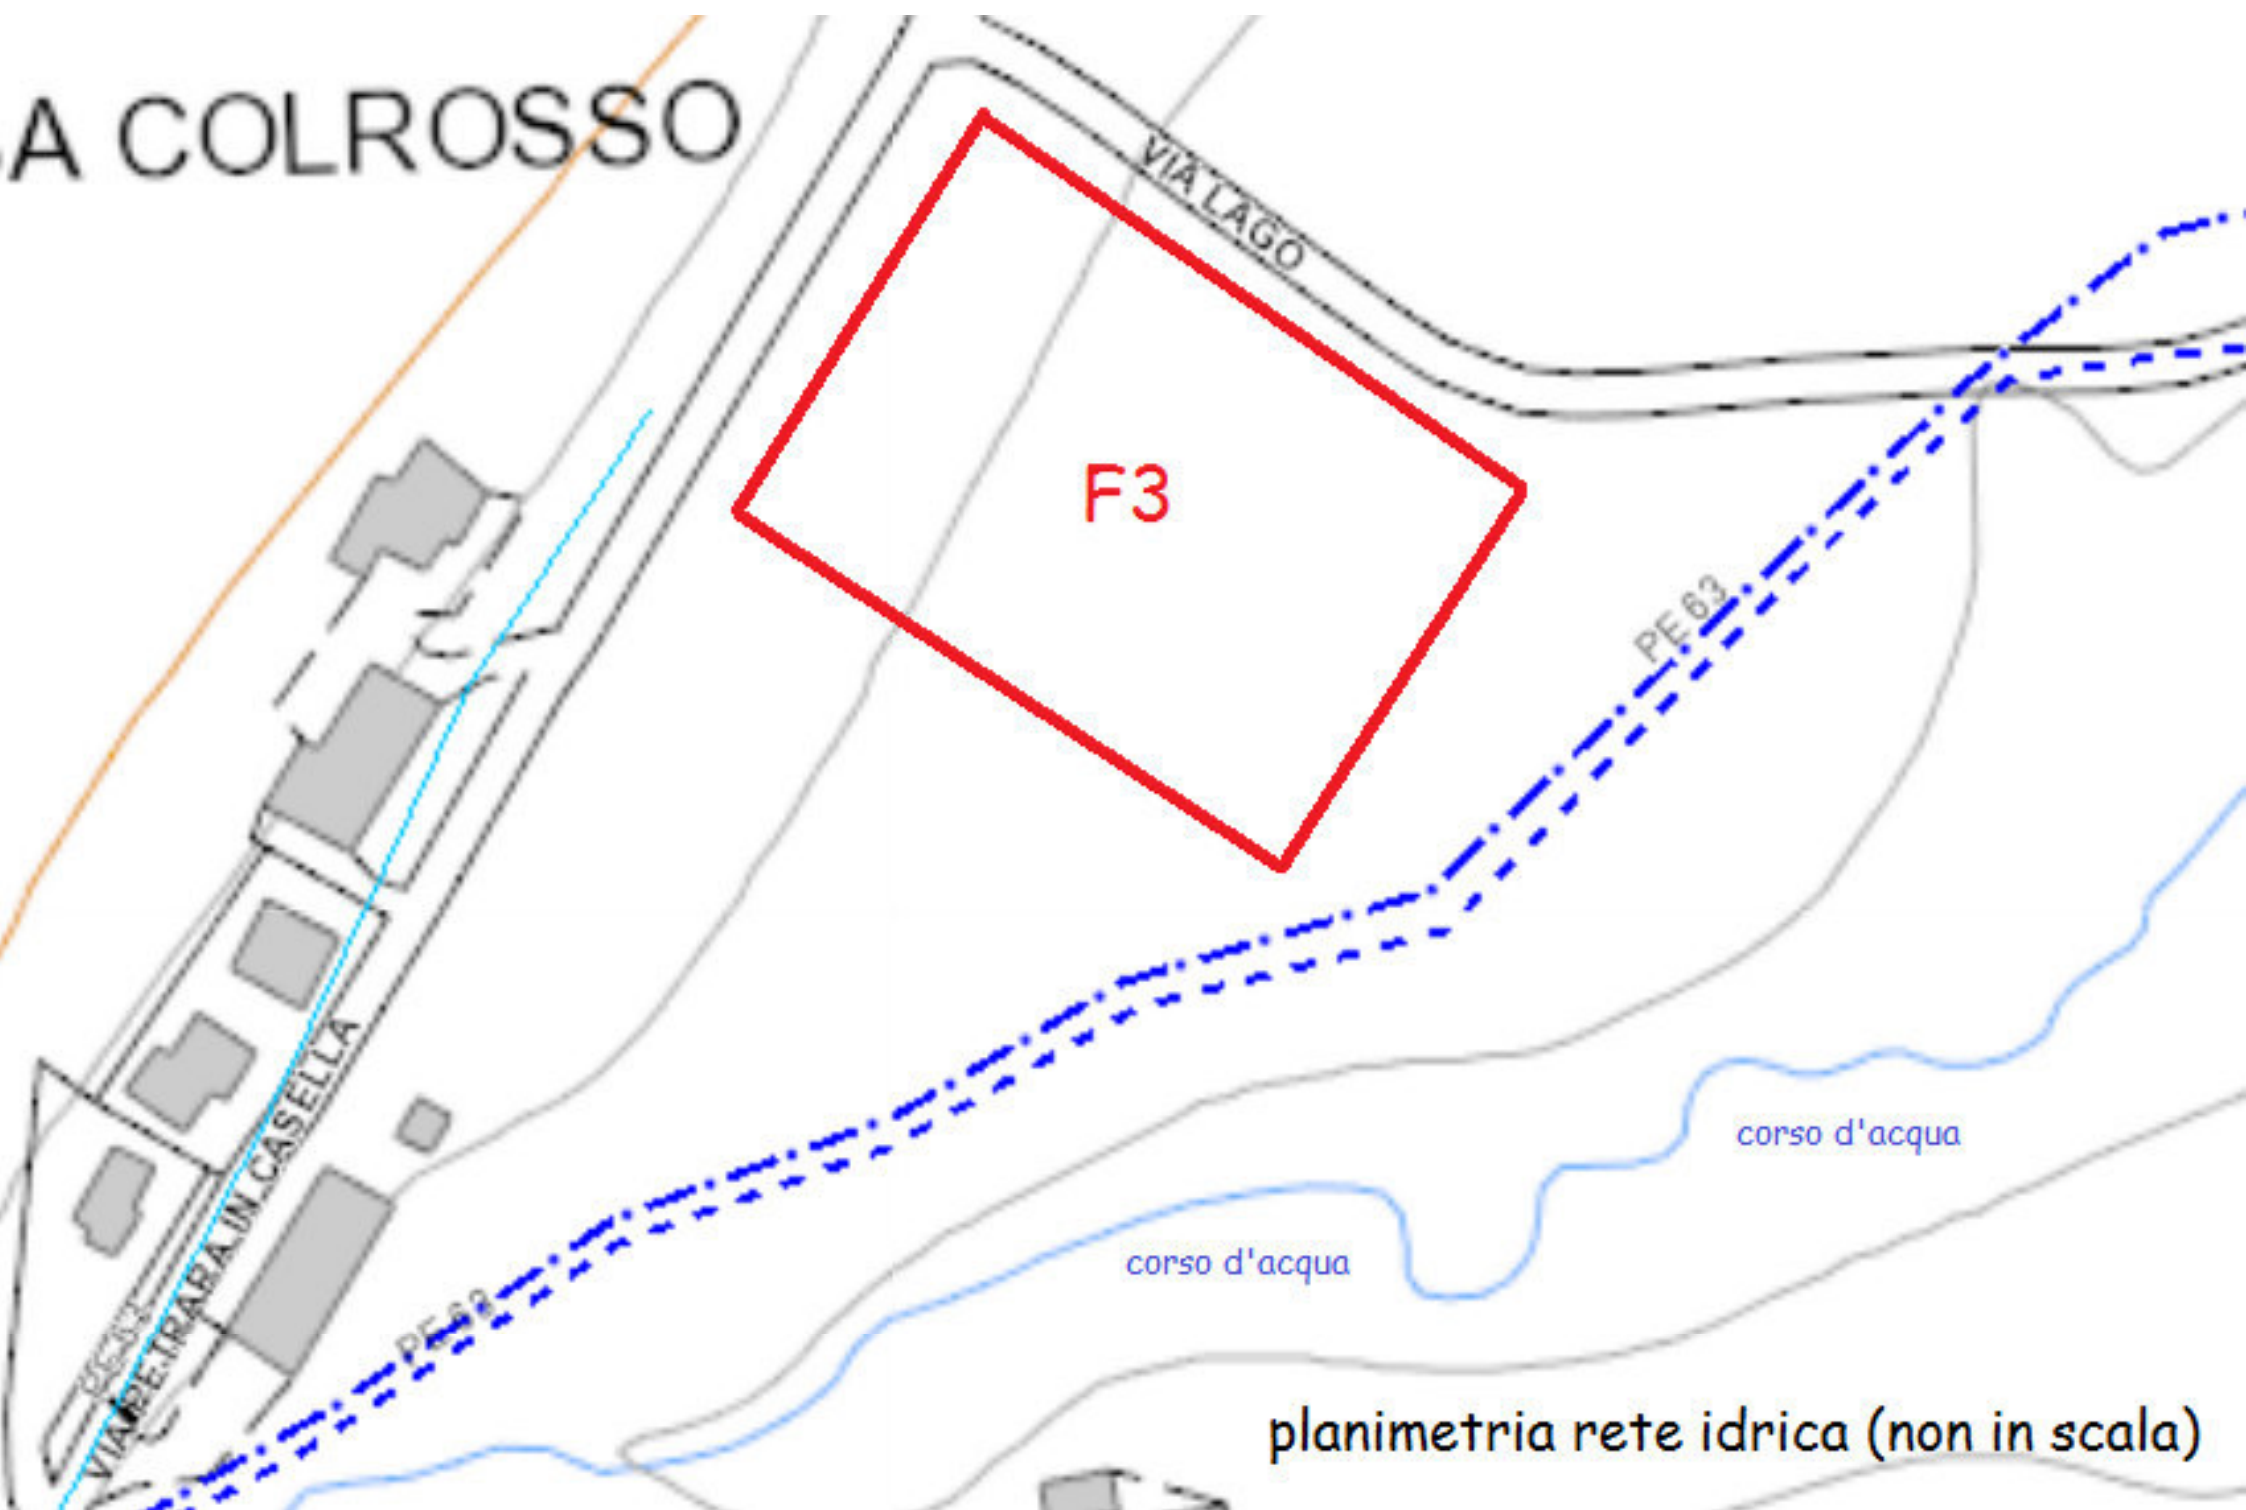 A COLROSSO
VIA LAGO
F3
PE 63
corso d'acqua
corso d'acqua
VIA PETRARA IN CASELLA
PE 63
planimetria rete idrica (non in scala)